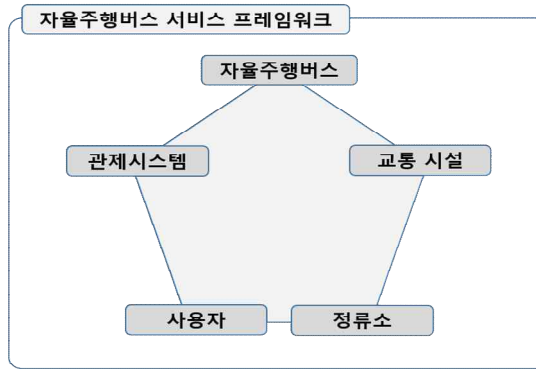 자율주행버스 서비스 프레임워크
자율주행버스
관제시스템
교통 시설
사용자
정류소